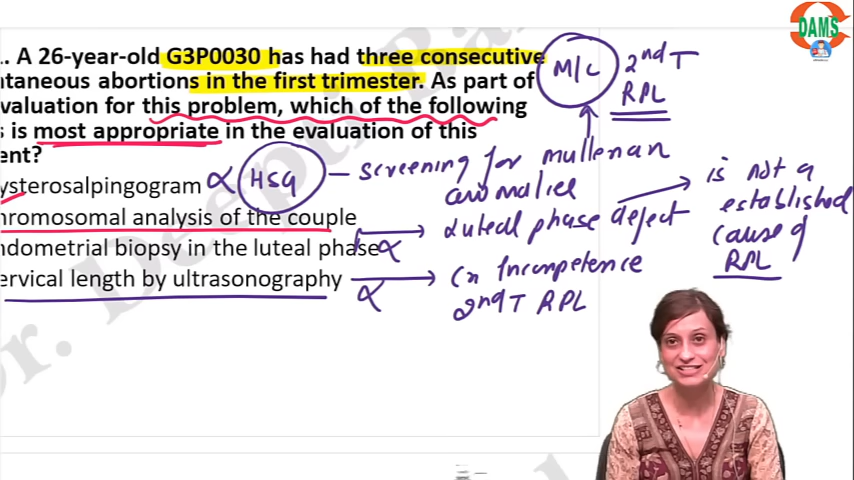 .. A 26-year-old G3P0030 has had three consecutive
ntaneous abortions in the first trimester. As part of
valuation for this problem, which of the following
s is most appropriate in the evaluation of this
ent?
ysterosalpingogram
hromosomal analysis of the couple
ndometrial biopsy in the luteal phase
ervical length by ultrasonography
M/C
2nd T
RPL
HSG – screening for mullerian
anomalies
luteal phase defect
is not a
established
cause of
RPL
Cx Incompetence
2nd T RPL
DAMS
Dr. Deepti